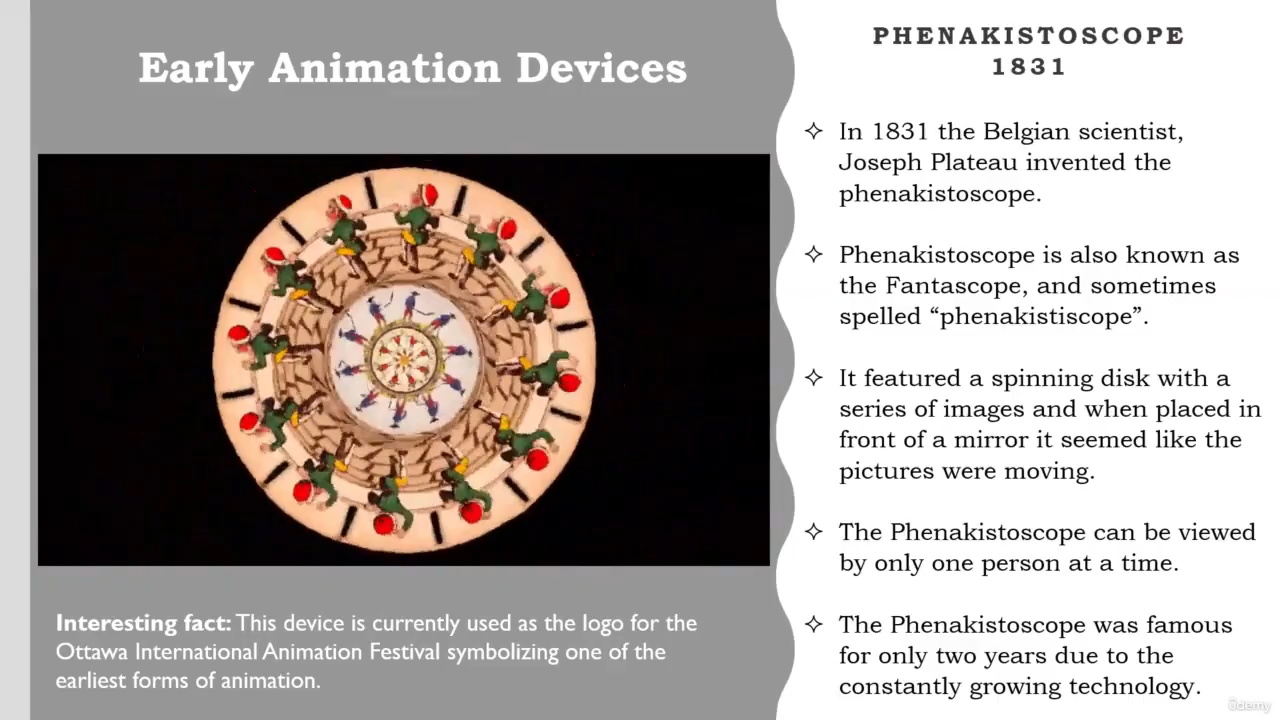 Early Animation Devices
Interesting fact: This device is currently used as the logo for the
Ottawa International Animation Festival symbolizing one of the
earliest forms of animation.
PHENAKISTOSCOPE
1831
✧ In 1831 the Belgian scientist,
Joseph Plateau invented the
phenakistoscope.
✧ Phenakistoscope is also known as
the Fantascope, and sometimes
spelled “phenakistiscope”.
✧ It featured a spinning disk with a
series of images and when placed in
front of a mirror it seemed like the
pictures were moving.
✧ The Phenakistoscope can be viewed
by only one person at a time.
✧ The Phenakistoscope was famous
for only two years due to the
constantly growing technology.
ûdemy